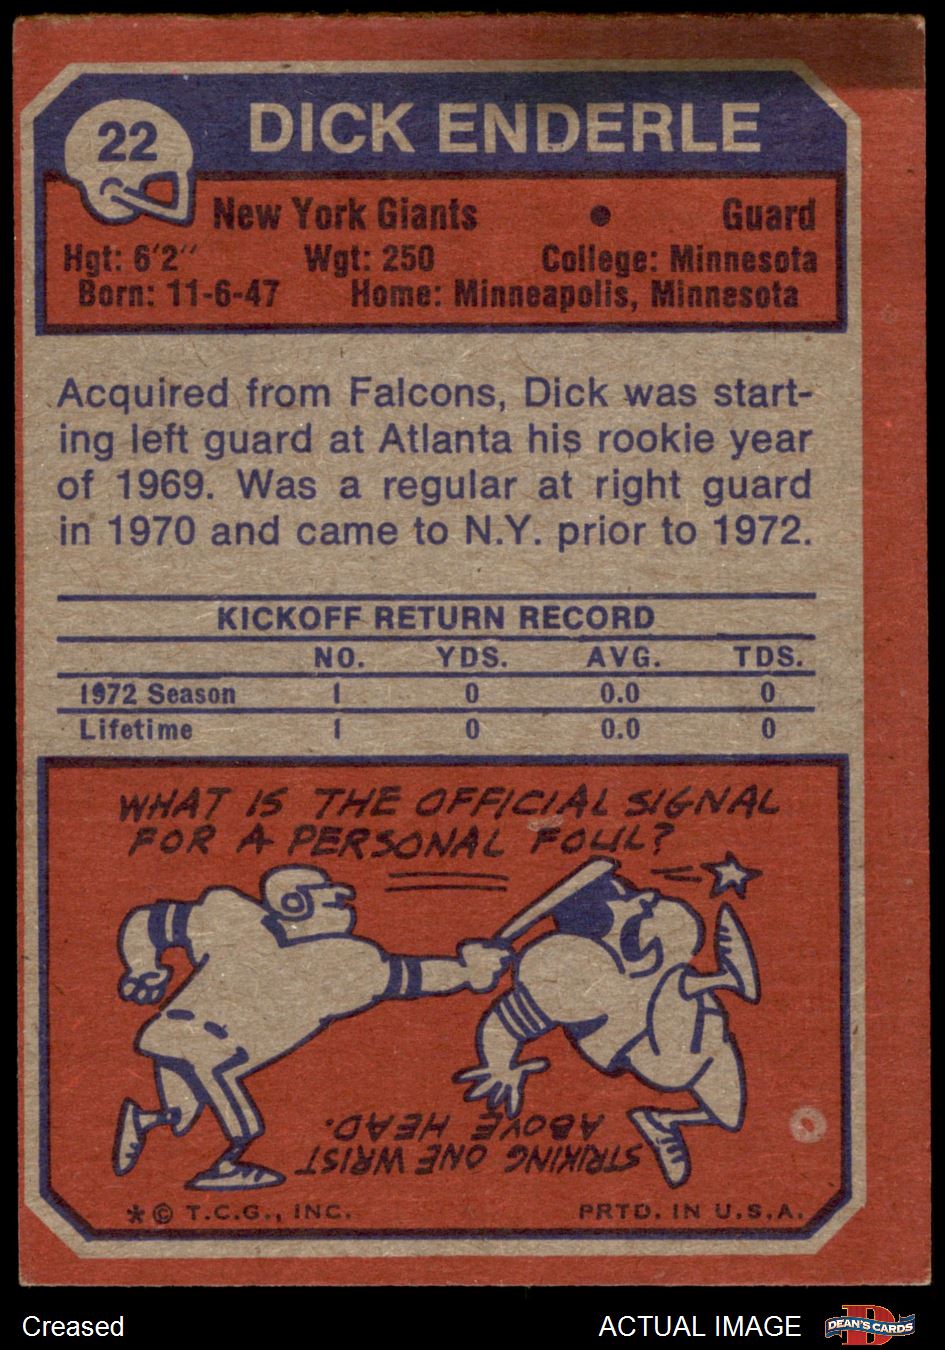 22
DICK ENDERLE
New York Giants • Guard
Hgt: 6'2" Wgt: 250 College: Minnesota
Born: 11-6-47 Home: Minneapolis, Minnesota
Acquired from Falcons, Dick was start-
ing left guard at Atlanta his rookie year
of 1969. Was a regular at right guard
in 1970 and came to N.Y. prior to 1972.
KICKOFF RETURN RECORD
NO. YDS. AVG. TDS.
1972 Season 1 0 0.0 0
Lifetime 1 0 0.0 0
WHAT IS THE OFFICIAL SIGNAL
FOR A PERSONAL FOUL?
STRIKING ONE WRIST
ABOVE HEAD.
* © T.C.G., INC. PRTD. IN U.S.A.
Creased
ACTUAL IMAGE
D
DEAN'S CARDS